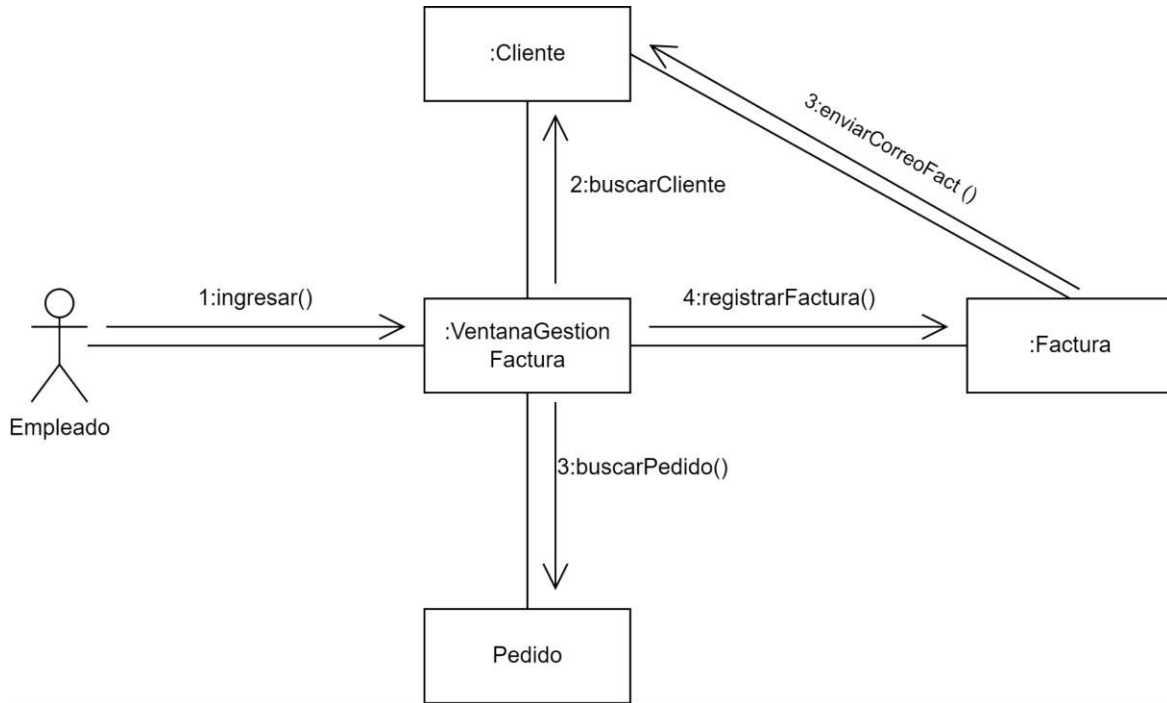 :Cliente
3:enviarCorreoFact ()
2:buscarCliente
1:ingresar()
4:registrarFactura()
:VentanaGestion
Factura
:Factura
Empleado
3:buscarPedido()
Pedido